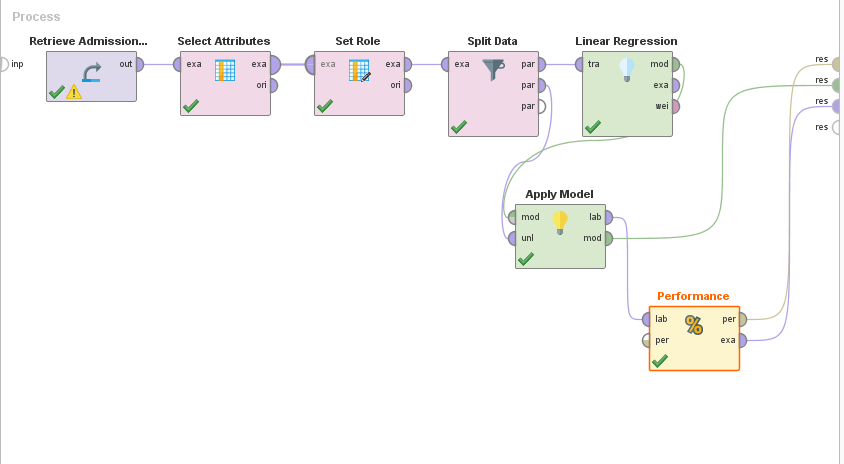 Process
Retrieve Admission... Select Attributes Set Role Split Data Linear Regression
inp out exa exa exa exa exa par tra mod res
ori ori par exa res
par wei res
res
Apply Model
mod lab
unl mod
Performance
lab % per
per exa